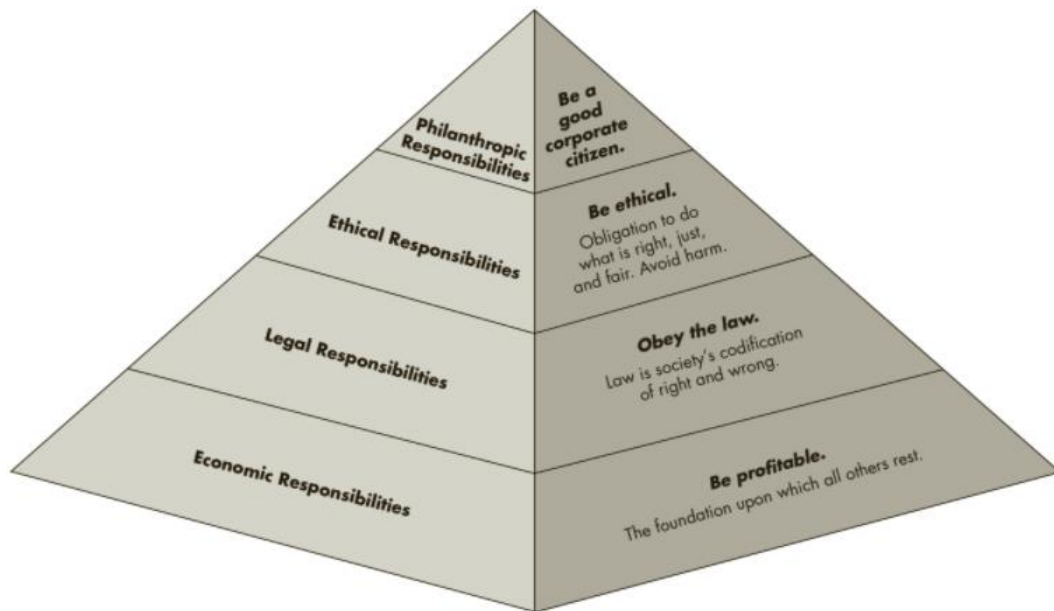 Philanthropic
Responsibilities
Be a
good
corporate
citizen.
Ethical Responsibilities
Be ethical.
Obligation to do
what is right, just,
and fair. Avoid harm.
Legal Responsibilities
Obey the law.
Law is society's codification
of right and wrong.
Economic Responsibilities
Be profitable.
The foundation upon which all others rest.